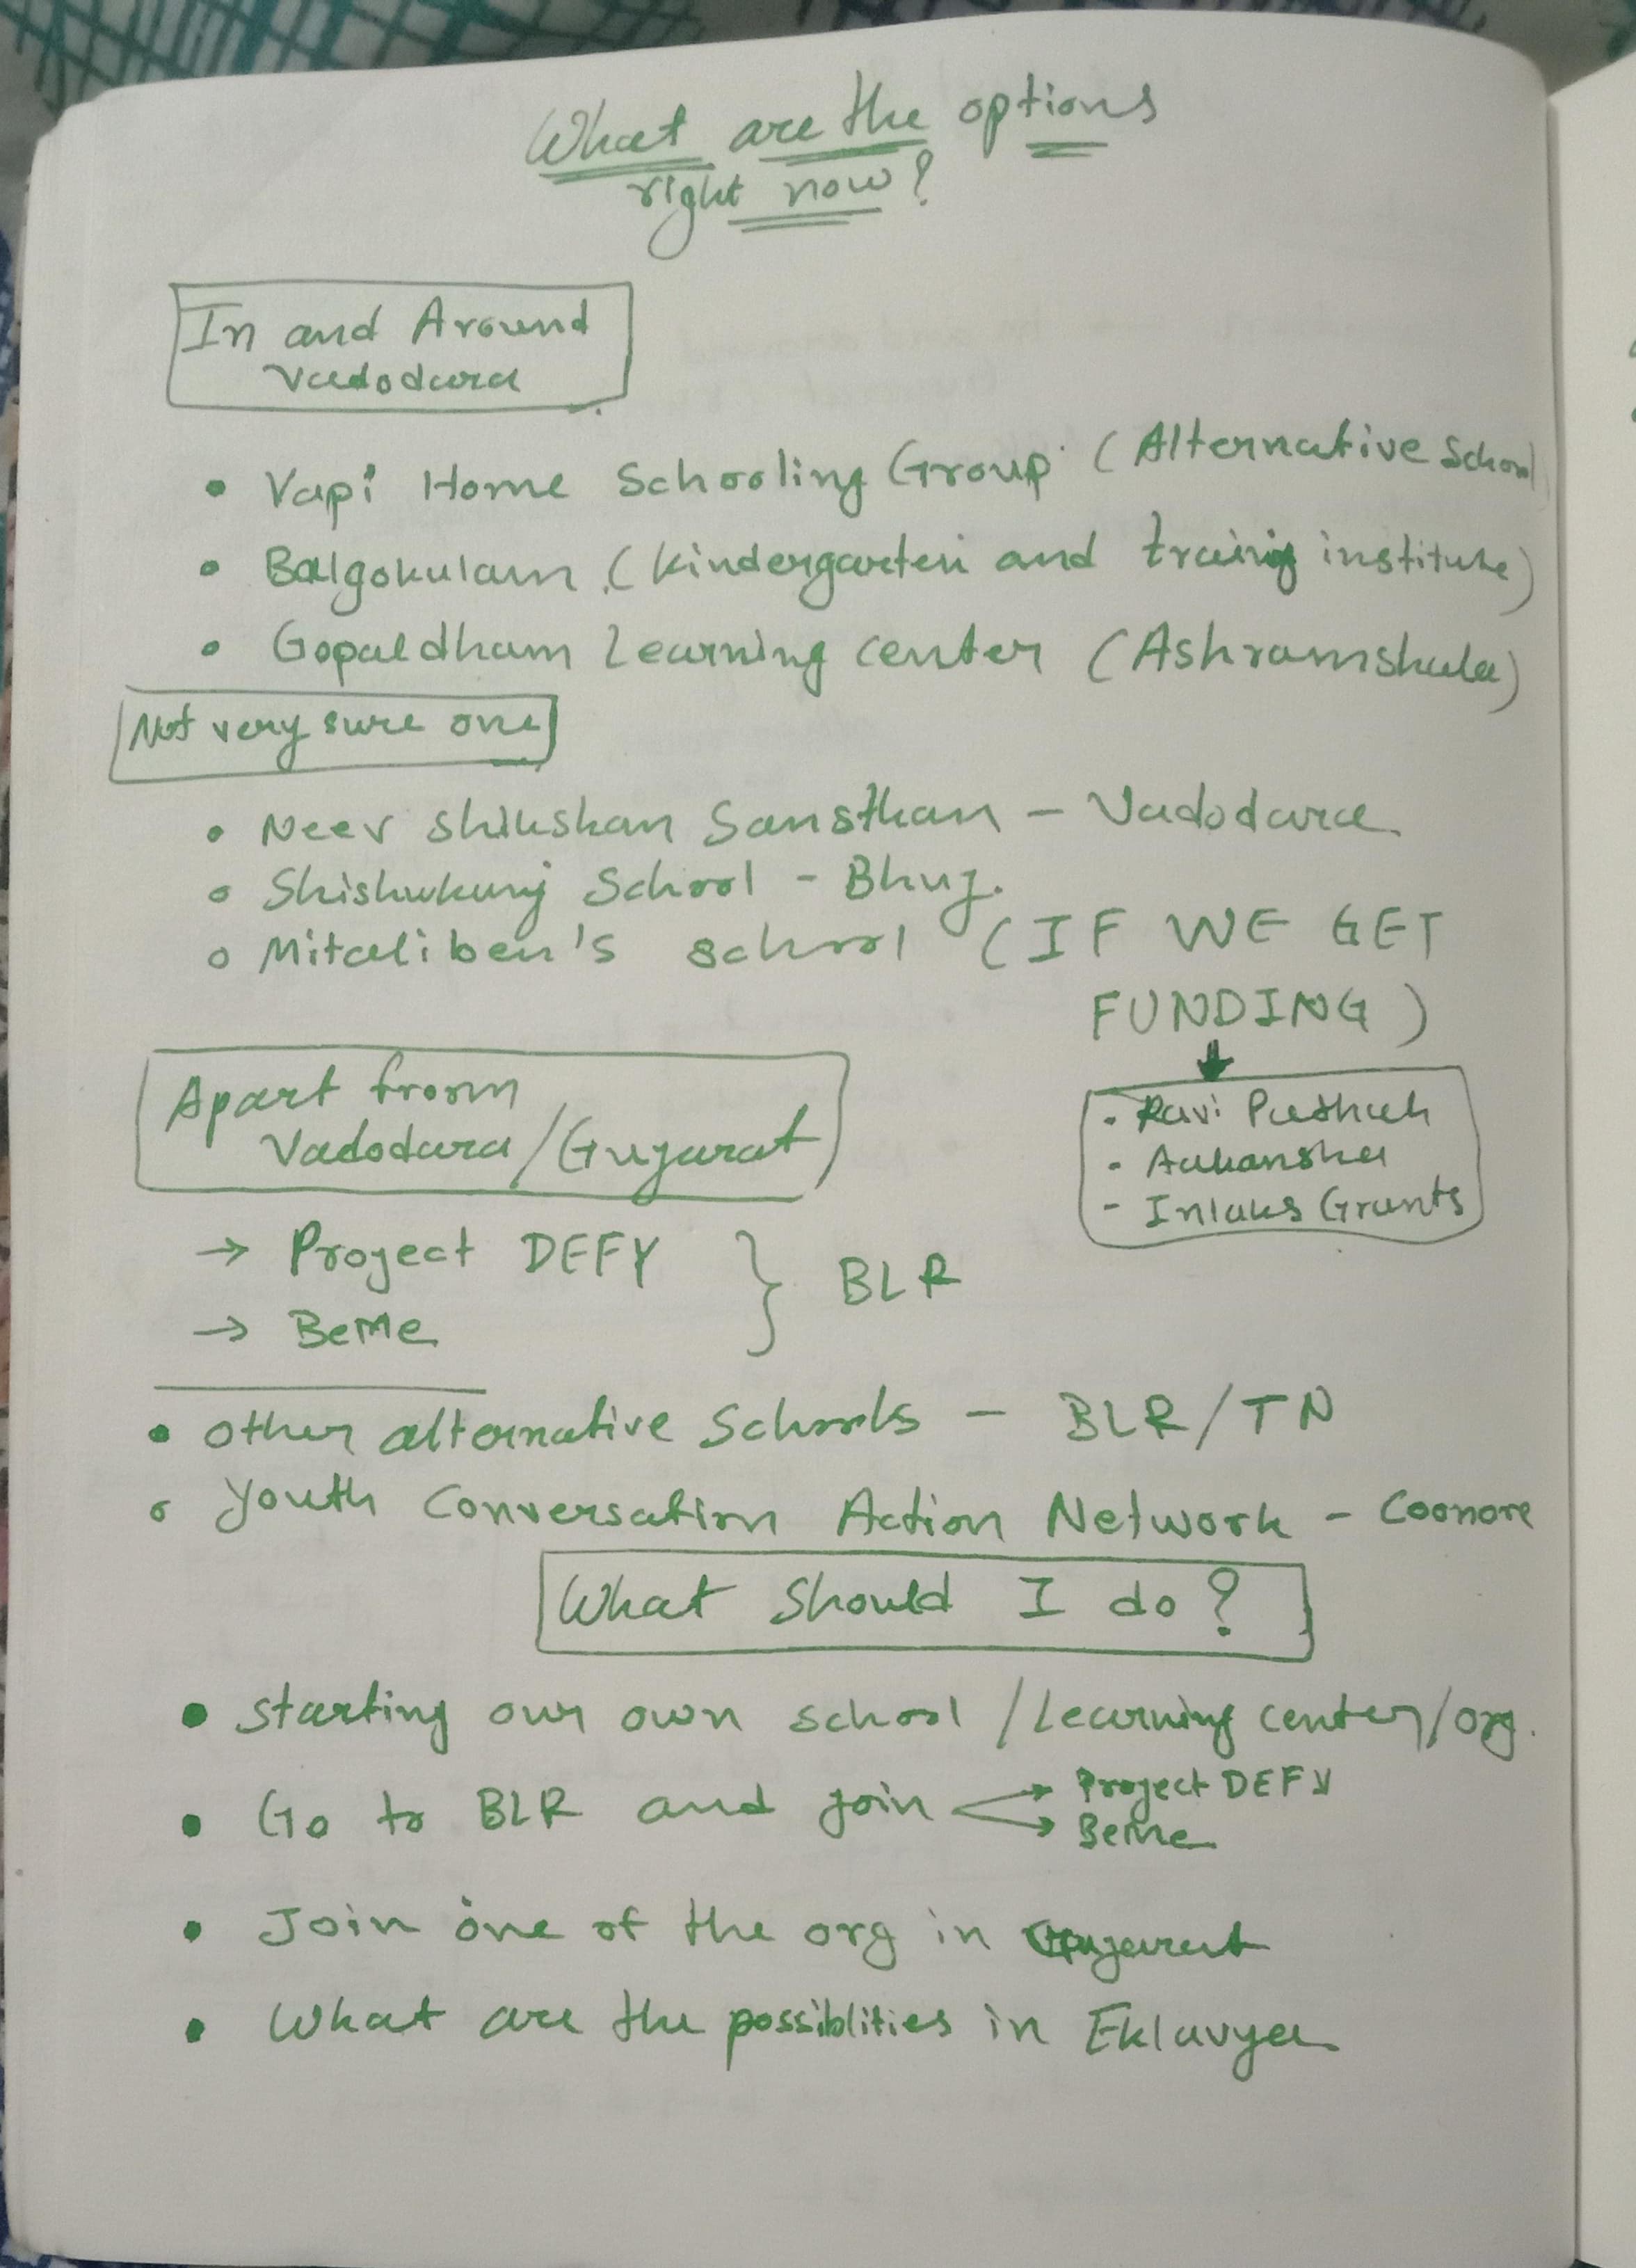 What are the options
right now?
In and Around
Vadodara
• Vapi Home Schooling Group (Alternative School
• Balgokulam (kindergarten and training institute)
• Gopaldham Learning center (Ashramshala)
Not very sure one
• Neev Shikshan Sansthan – Vadodara
• Shishukunj School - Bhuj.
• Mitaliben's school (IF WE GET
FUNDING)
Apart from
Vadodara/Gujarat
• Ravi
• Aakansha
- Inlaks Grants
→ Project DEFY } BLR
→ BeMe
• Other alternative Schools – BLR/TN
• Youth Conversation Action Network - Coonore
What Should I do?
• Starting our own school /Learning center/org.
• Go to BLR and join → Project DEFY
→ BeMe
• Join one of the org in Gujarat
• What are the possiblities in Eklavya